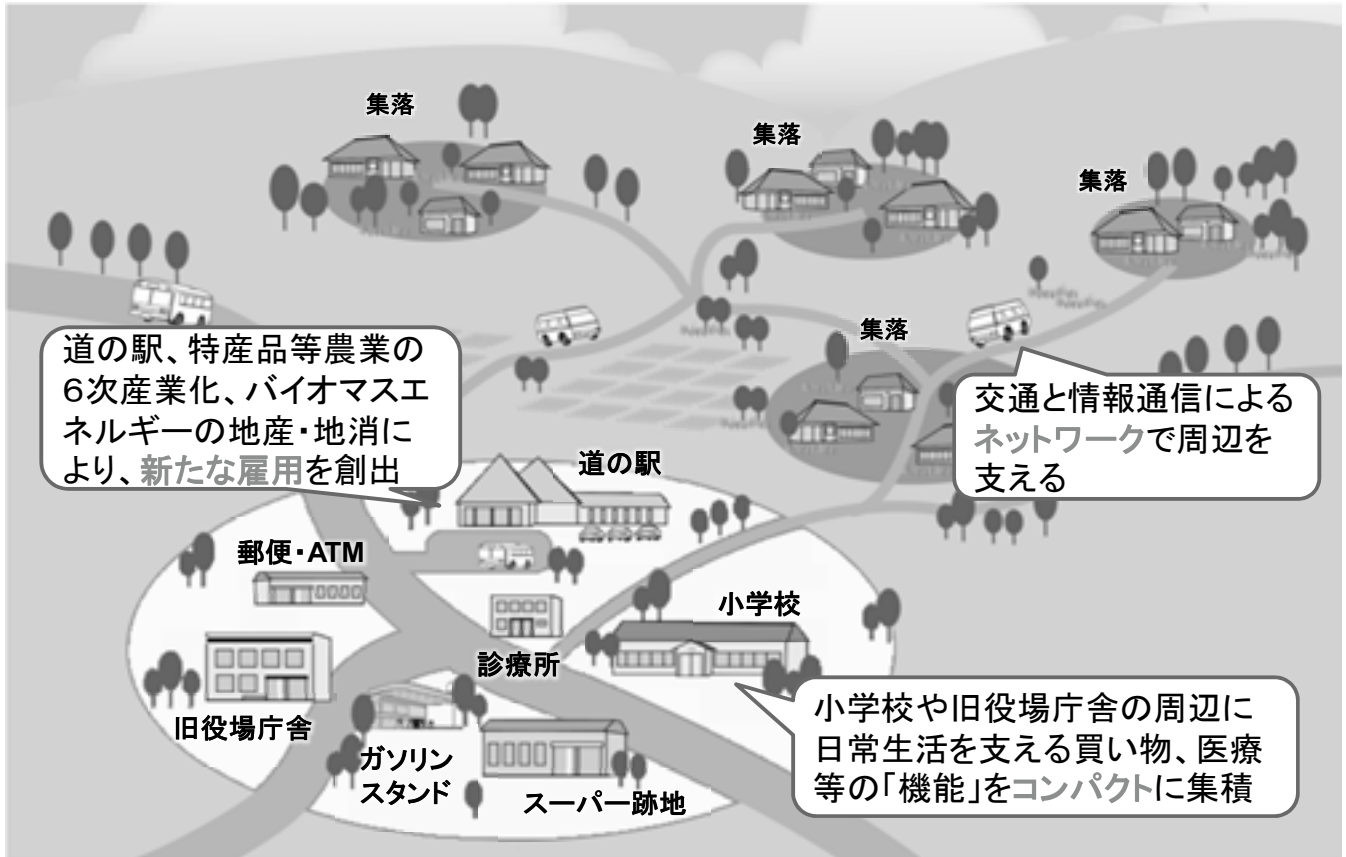 集落
集落
集落
集落
道の駅、特産品等農業の
６次産業化、バイオマスエ
ネルギーの地産・地消に
より、新たな雇用を創出
交通と情報通信による
ネットワークで周辺を
支える
道の駅
郵便・ATM
小学校
診療所
旧役場庁舎
ガソリン
スタンド
スーパー跡地
小学校や旧役場庁舎の周辺に
日常生活を支える買い物、医療
等の「機能」をコンパクトに集積